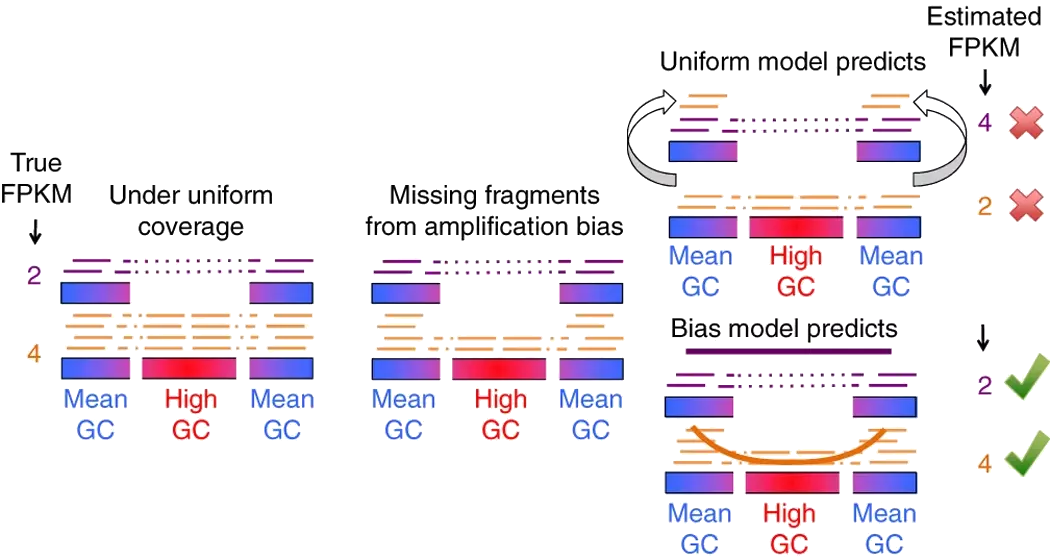 True
FPKM
2
4
Under uniform
coverage
Mean
GC
High
GC
Mean
GC
Missing fragments
from amplification bias
Mean
GC
High
GC
Mean
GC
Uniform model predicts
Mean
GC
High
GC
Mean
GC
Estimated
FPKM
4
2
Bias model predicts
Mean
GC
High
GC
Mean
GC
2
4